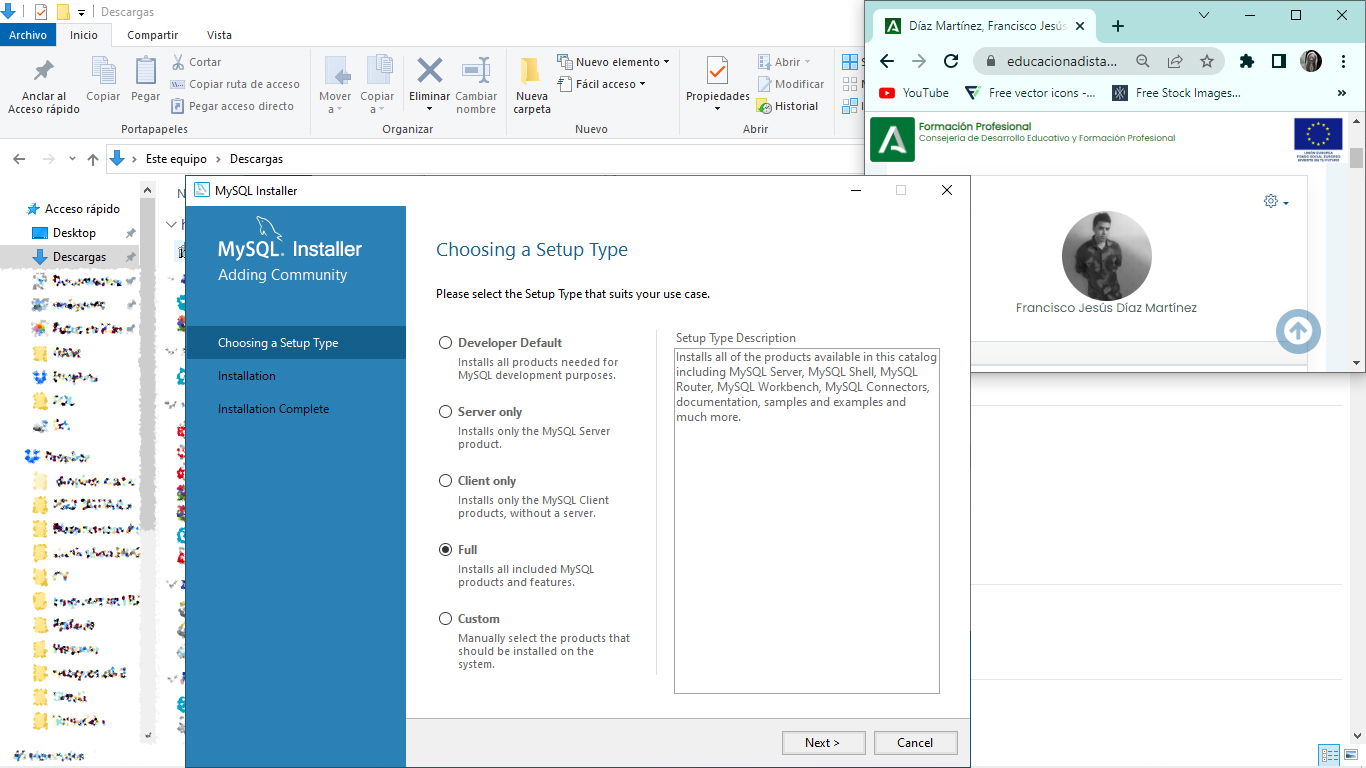 Descargas
Archivo
Inicio
Compartir
Vista
Anclar al
Acceso rápido
Copiar
Pegar
Cortar
Copiar ruta de acceso
Pegar acceso directo
Portapapeles
Mover
a
Copiar
a
Eliminar
Cambiar
nombre
Organizar
Nueva
carpeta
Nuevo elemento
Fácil acceso
Nuevo
Propiedades
Abrir
Modificar
Historial
Abrir
Este equipo
Descargas
Acceso rápido
Desktop
Descargas
Díaz Martínez, Francisco Jesús
educacionadista...
YouTube
Free vector icons -...
Free Stock Images...
»
Formación Profesional
Consejería de Desarrollo Educativo y Formación Profesional
UNIÓN EUROPEA
Francisco Jesús Díaz Martínez
MySQL Installer
MySQL. Installer
Adding Community
Choosing a Setup Type
Installation
Installation Complete
Choosing a Setup Type
Please select the Setup Type that suits your use case.
Developer Default
Installs all products needed for
MySQL development purposes.
Server only
Installs only the MySQL Server
product.
Client only
Installs only the MySQL Client
products, without a server.
Full
Installs all included MySQL
products and features.
Custom
Manually select the products that
should be installed on the
system.
Setup Type Description
Installs all of the products available in this catalog
including MySQL Server, MySQL Shell, MySQL
Router, MySQL Workbench, MySQL Connectors,
documentation, samples and examples and
much more.
Next >
Cancel